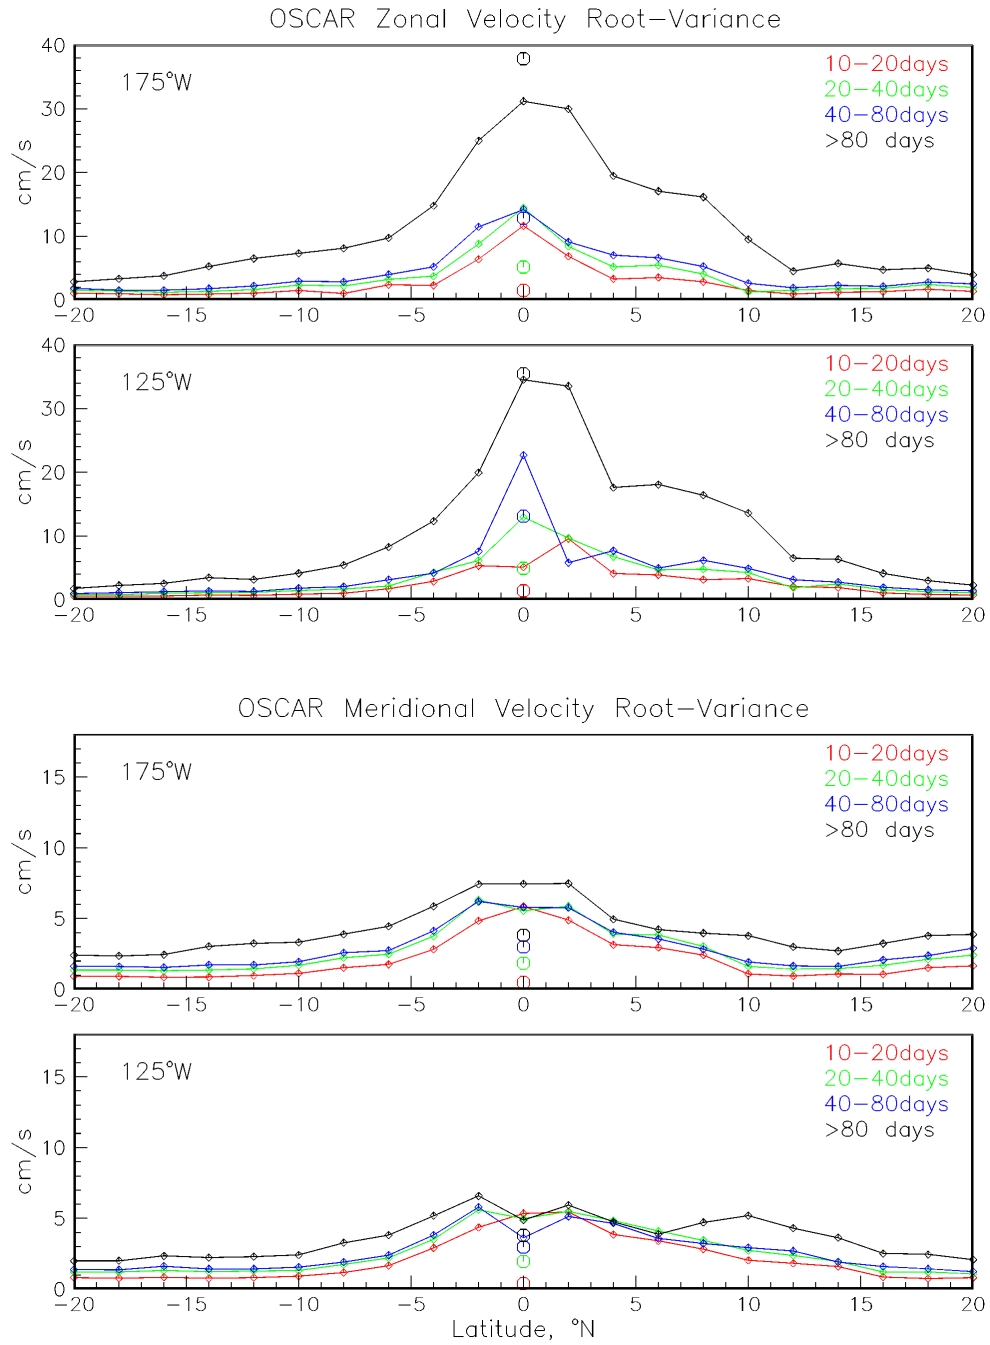 OSCAR Zonal Velocity Root-Variance
40
30
20
10
0
cm/s
175°W
10-20days
20-40days
40-80days
>80 days
-20 -15 -10 -5 0 5 10 15 20
40
30
20
10
0
cm/s
125°W
10-20days
20-40days
40-80days
>80 days
-20 -15 -10 -5 0 5 10 15 20
OSCAR Meridional Velocity Root-Variance
15
10
5
0
cm/s
175°W
10-20days
20-40days
40-80days
>80 days
-20 -15 -10 -5 0 5 10 15 20
15
10
5
0
cm/s
125°W
10-20days
20-40days
40-80days
>80 days
-20 -15 -10 -5 0 5 10 15 20
Latitude, °N